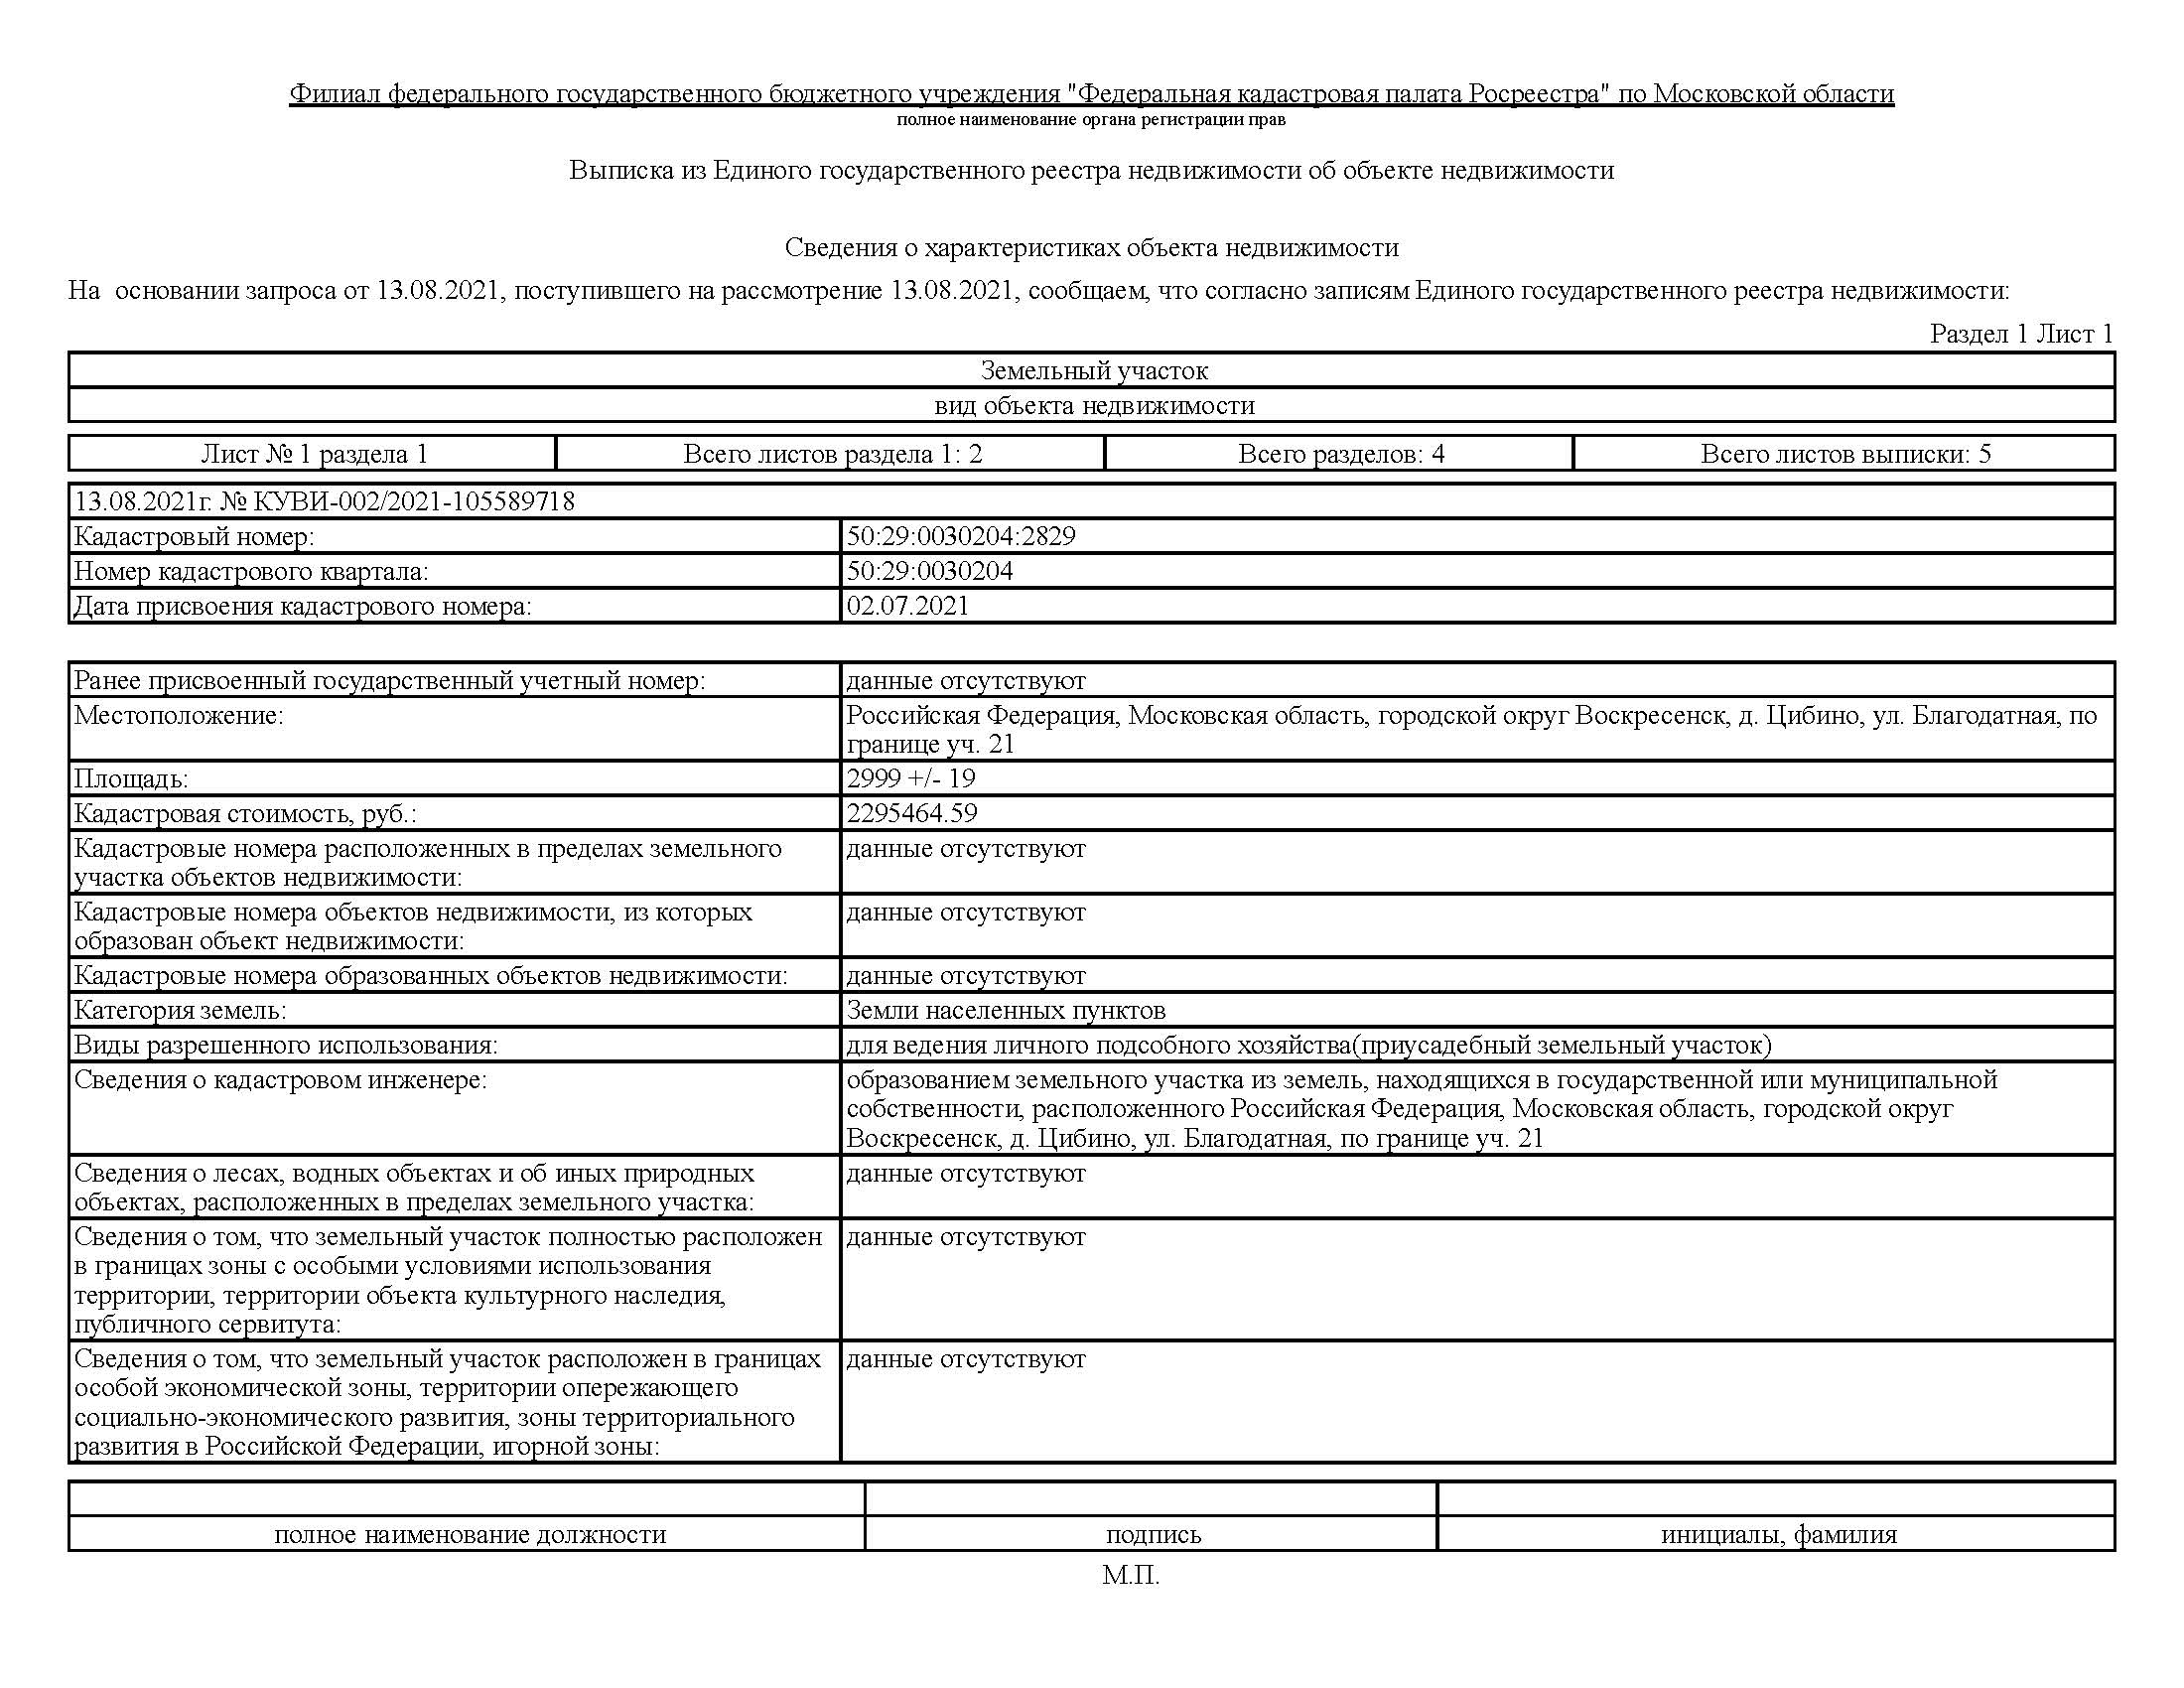 Филиал федерального государственного бюджетного учреждения "Федеральная кадастровая палата Росреестра" по Московской области
полное наименование органа регистрации прав
Выписка из Единого государственного реестра недвижимости об объекте недвижимости
Сведения о характеристиках объекта недвижимости
На основании запроса от 13.08.2021, поступившего на рассмотрение 13.08.2021, сообщаем, что согласно записям Единого государственного реестра недвижимости:
Раздел 1 Лист 1
Земельный участок
вид объекта недвижимости
Лист № 1 раздела 1 Всего листов раздела 1: 2 Всего разделов: 4 Всего листов выписки: 5
13.08.2021г. № КУВИ-002/2021-105589718
Кадастровый номер: 50:29:0030204:2829
Номер кадастрового квартала: 50:29:0030204
Дата присвоения кадастрового номера: 02.07.2021
Ранее присвоенный государственный учетный номер: данные отсутствуют
Местоположение: Российская Федерация, Московская область, городской округ Воскресенск, д. Цибино, ул. Благодатная, по
границе уч. 21
Площадь: 2999 +/- 19
Кадастровая стоимость, руб.: 2295464.59
Кадастровые номера расположенных в пределах земельного данные отсутствуют
участка объектов недвижимости:
Кадастровые номера объектов недвижимости, из которых данные отсутствуют
образован объект недвижимости:
Кадастровые номера образованных объектов недвижимости: данные отсутствуют
Категория земель: Земли населенных пунктов
Виды разрешенного использования: для ведения личного подсобного хозяйства(приусадебный земельный участок)
Сведения о кадастровом инженере: образованием земельного участка из земель, находящихся в государственной или муниципальной
собственности, расположенного Российская Федерация, Московская область, городской округ
Воскресенск, д. Цибино, ул. Благодатная, по границе уч. 21
Сведения о лесах, водных объектах и об иных природных данные отсутствуют
объектах, расположенных в пределах земельного участка:
Сведения о том, что земельный участок полностью расположен данные отсутствуют
в границах зоны с особыми условиями использования
территории, территории объекта культурного наследия,
публичного сервитута:
Сведения о том, что земельный участок расположен в границах данные отсутствуют
особой экономической зоны, территории опережающего
социально-экономического развития, зоны территориального
развития в Российской Федерации, игорной зоны:
полное наименование должности подпись инициалы, фамилия
М.П.